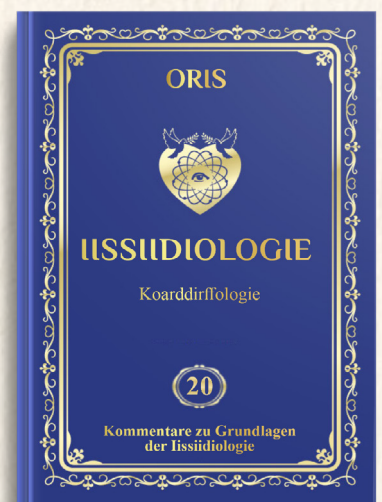 ORIS
IISSIIDIOLOGIE
Koarddirffologie
20
Kommentare zu Grundlagen
der Iissiidiologie